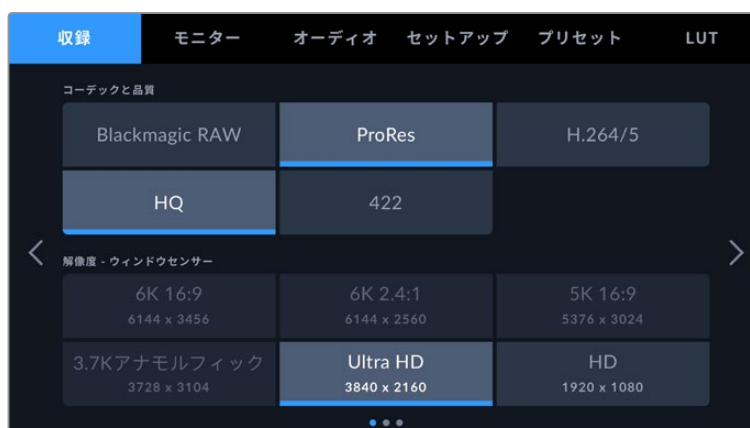 収録 モニター オーディオ セットアップ プリセット LUT
コーデックと品質
Blackmagic RAW ProRes H.264/5
HQ 422
解像度 - ウィンドウセンサー
6K 16:9 6K 2.4:1 5K 16:9
6144 x 3456 6144 x 2560 5376 x 3024
3.7Kアナモルフィック Ultra HD HD
3728 x 3104 3840 x 2160 1920 x 1080